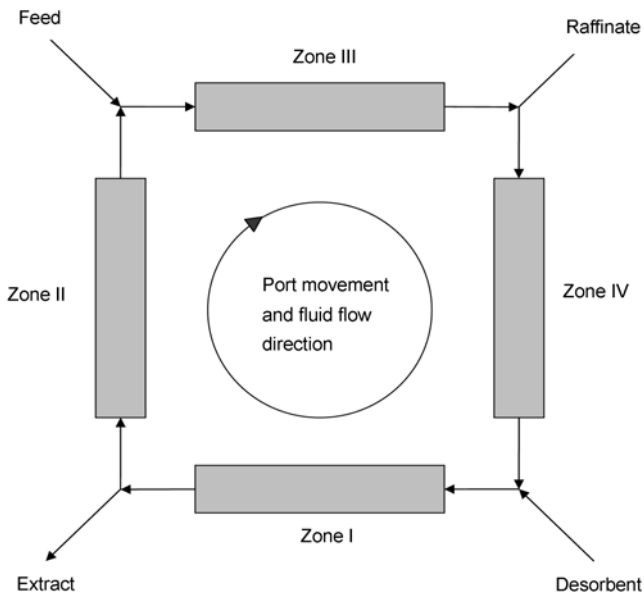 Feed
Raffinate
Zone III
Zone II
Port movement
and fluid flow
direction
Zone IV
Zone I
Extract
Desorbent